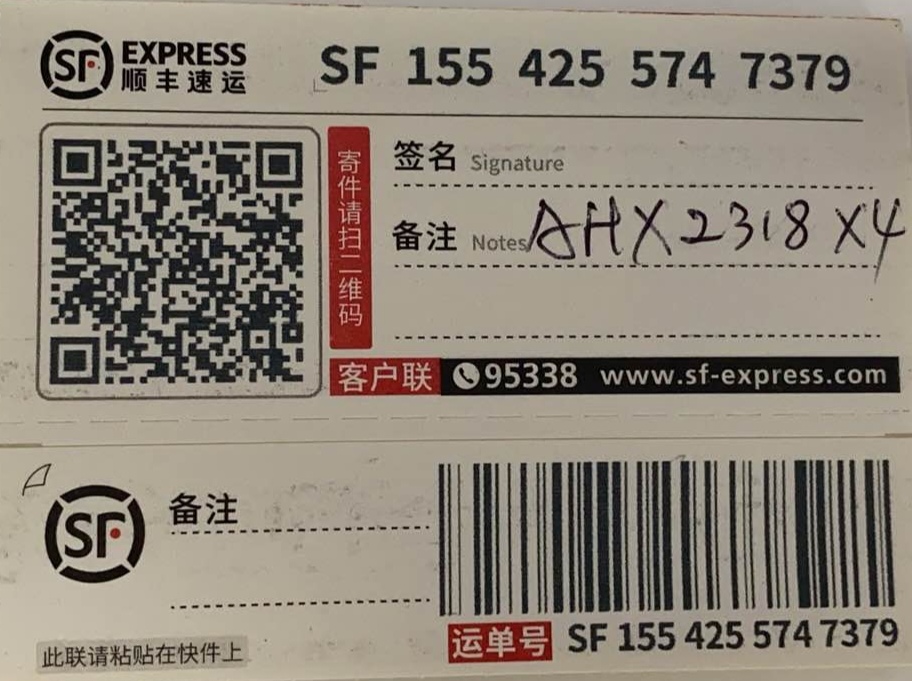 SF EXPRESS
顺丰速运
SF 155 425 574 7379
寄件请扫二维码
签名 Signature
备注 Notes AHX2318 X4
客户联 95338 www.sf-express.com
SF
备注
此联请粘贴在快件上
运单号 SF 155 425 574 7379